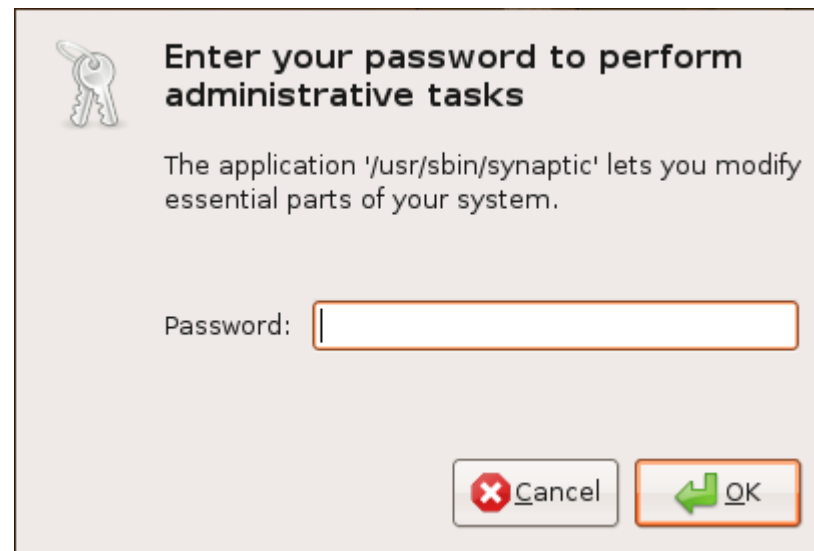 Enter your password to perform
administrative tasks
The application '/usr/sbin/synaptic' lets you modify
essential parts of your system.
Password:
Cancel
OK